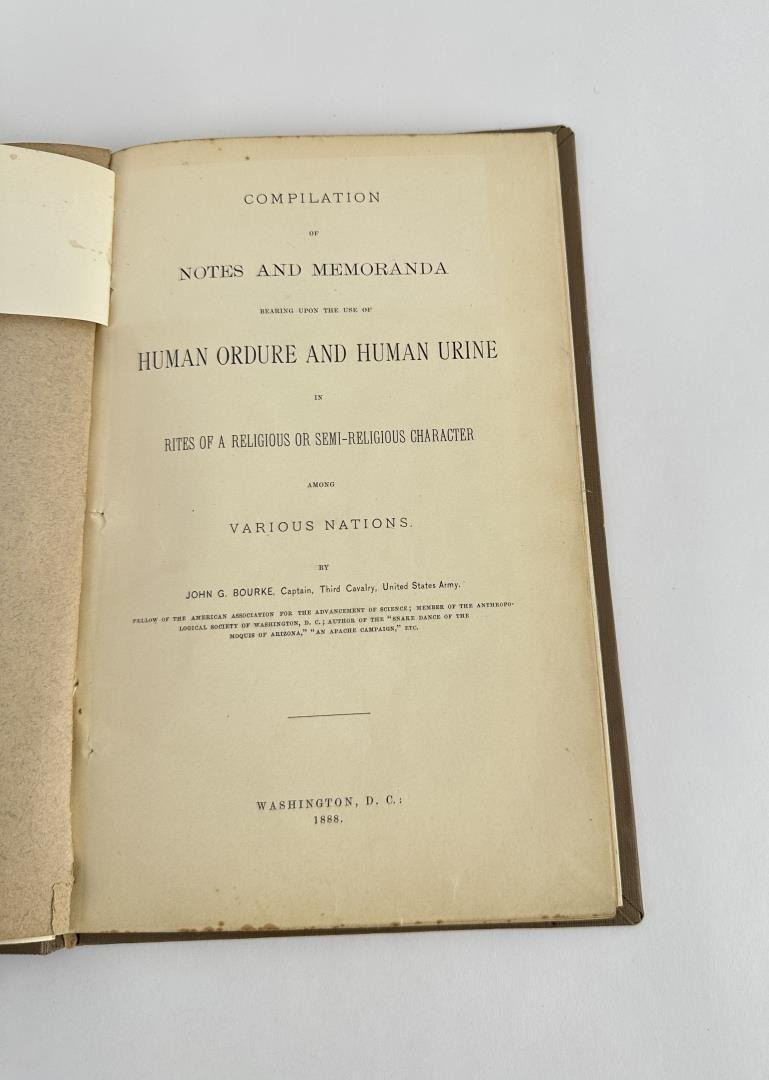 COMPILATION
OF
NOTES AND MEMORANDA
BEARING UPON THE USE OF
HUMAN ORDURE AND HUMAN URINE
IN
RITES OF A RELIGIOUS OR SEMI-RELIGIOUS CHARACTER
AMONG
VARIOUS NATIONS.
BY
JOHN G. BOURKE, Captain, Third Cavalry, United States Army.
FELLOW OF THE AMERICAN ASSOCIATION FOR THE ADVANCEMENT OF SCIENCE; MEMBER OF THE ANTHROPO-
LOGICAL SOCIETY OF WASHINGTON, D. C.; AUTHOR OF THE "SNAKE DANCE OF THE
MOQUIS OF ARIZONA," "AN APACHE CAMPAIGN," ETC.
WASHINGTON, D. C.:
1888.